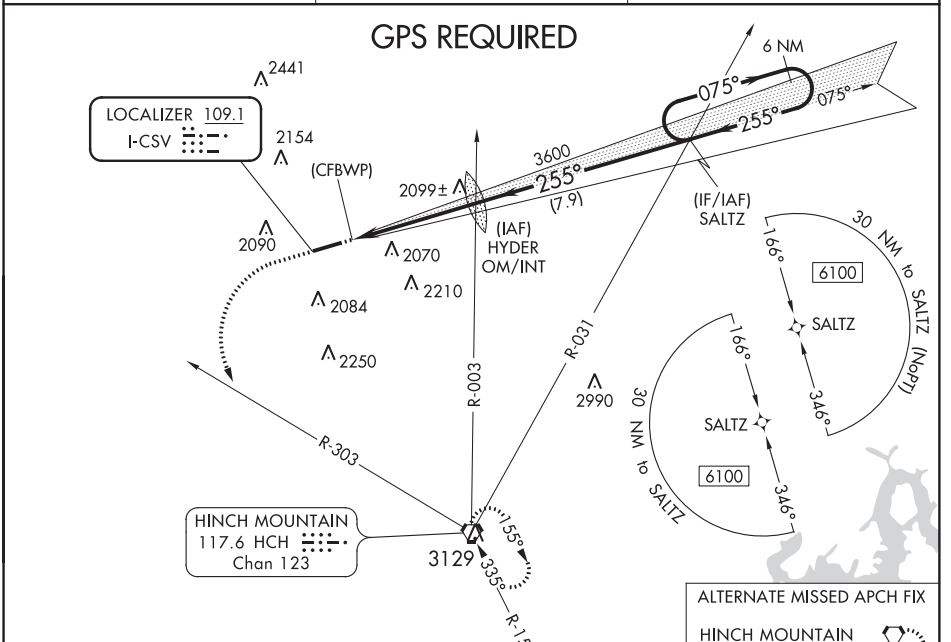 GPS REQUIRED
2441
6 NM
075°
075°
255°
LOCALIZER 109.1
I-CSV
2154
(CFBWP)
3600
255°
(7.9)
2099±
(IF/IAF)
SALTZ
(IAF)
HYDER
OM/INT
2090
2070
2210
2084
2250
30 NM to SALTZ (NoPT)
166°
6100
SALTZ
346°
166°
SALTZ
6100
346°
30 NM to SALTZ
R-031
R-003
2990
R-303
HINCH MOUNTAIN
117.6 HCH
Chan 123
3129
155°
335°
ALTERNATE MISSED APCH FIX
HINCH MOUNTAIN